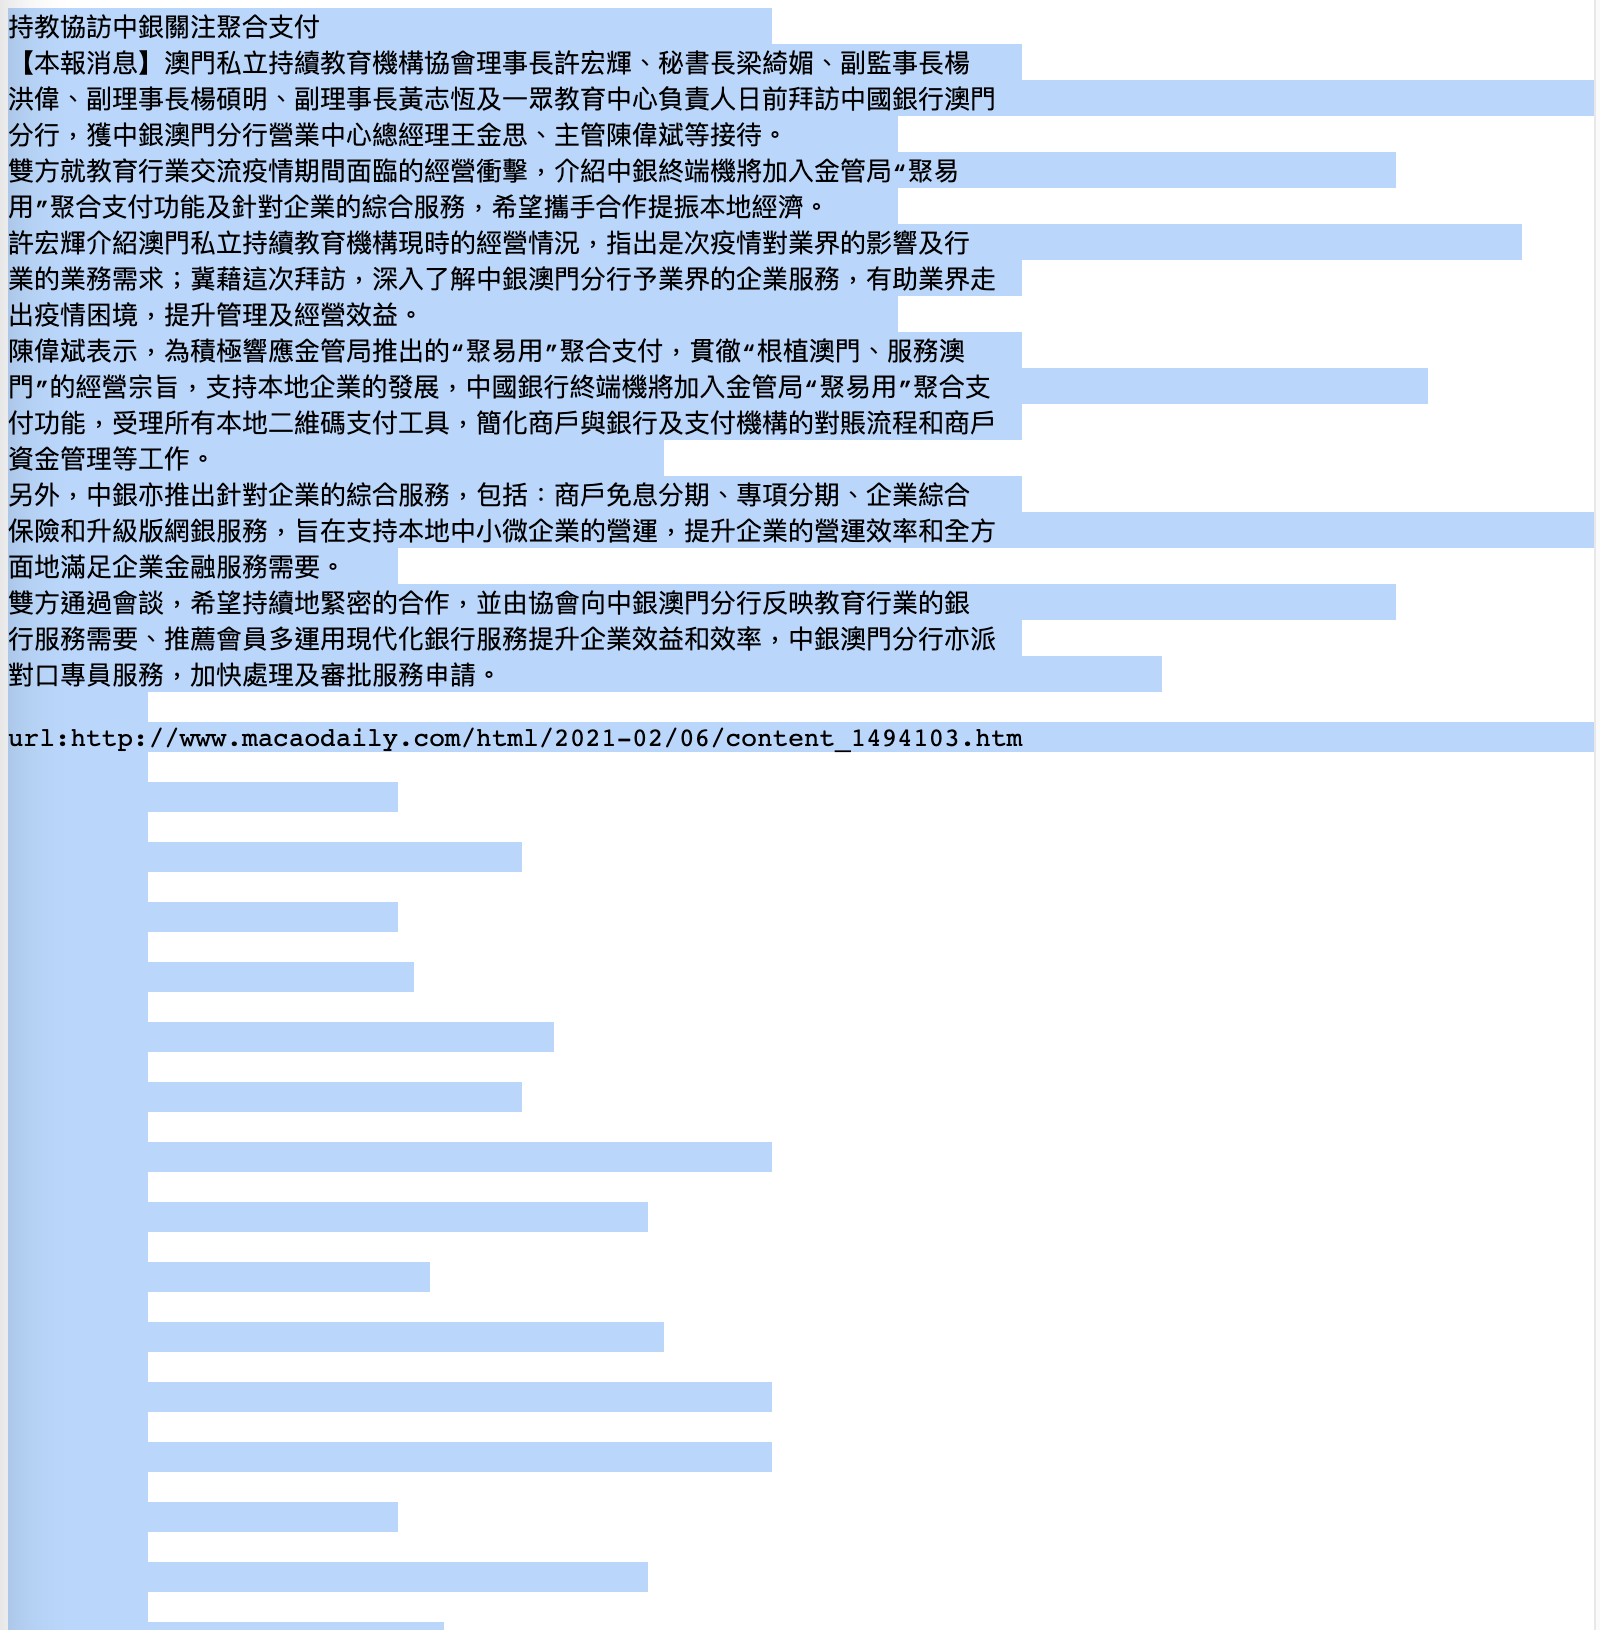 持教協訪中銀關注聚合支付
【本報消息】澳門私立持續教育機構協會理事長許宏輝、秘書長梁綺媚、副監事長楊
洪偉、副理事長楊碩明、副理事長黃志恆及一眾教育中心負責人日前拜訪中國銀行澳門
分行，獲中銀澳門分行營業中心總經理王金思、主管陳偉斌等接待。
雙方就教育行業交流疫情期間面臨的經營衝擊，介紹中銀終端機將加入金管局“聚易
用”聚合支付功能及針對企業的綜合服務，希望攜手合作提振本地經濟。
許宏輝介紹澳門私立持續教育機構現時的經營情況，指出是次疫情對業界的影響及行
業的業務需求；冀藉這次拜訪，深入了解中銀澳門分行予業界的企業服務，有助業界走
出疫情困境，提升管理及經營效益。
陳偉斌表示，為積極響應金管局推出的“聚易用”聚合支付，貫徹“根植澳門、服務澳
門”的經營宗旨，支持本地企業的發展，中國銀行終端機將加入金管局“聚易用”聚合支
付功能，受理所有本地二維碼支付工具，簡化商戶與銀行及支付機構的對賬流程和商戶
資金管理等工作。
另外，中銀亦推出針對企業的綜合服務，包括：商戶免息分期、專項分期、企業綜合
保險和升級版網銀服務，旨在支持本地中小微企業的營運，提升企業的營運效率和全方
面地滿足企業金融服務需要。
雙方通過會談，希望持續地緊密的合作，並由協會向中銀澳門分行反映教育行業的銀
行服務需要、推薦會員多運用現代化銀行服務提升企業效益和效率，中銀澳門分行亦派
對口專員服務，加快處理及審批服務申請。
url:http://www.macaodaily.com/html/2021-02/06/content_1494103.htm